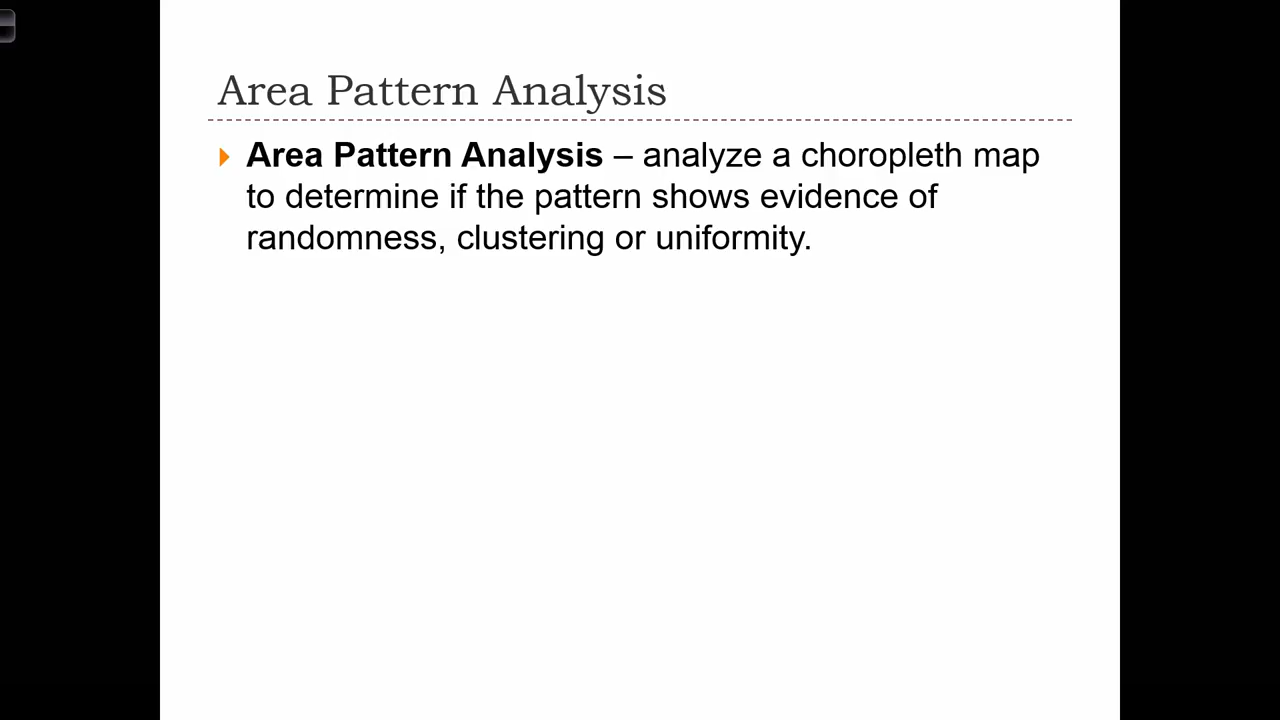 Area Pattern Analysis
Area Pattern Analysis – analyze a choropleth map
to determine if the pattern shows evidence of
randomness, clustering or uniformity.